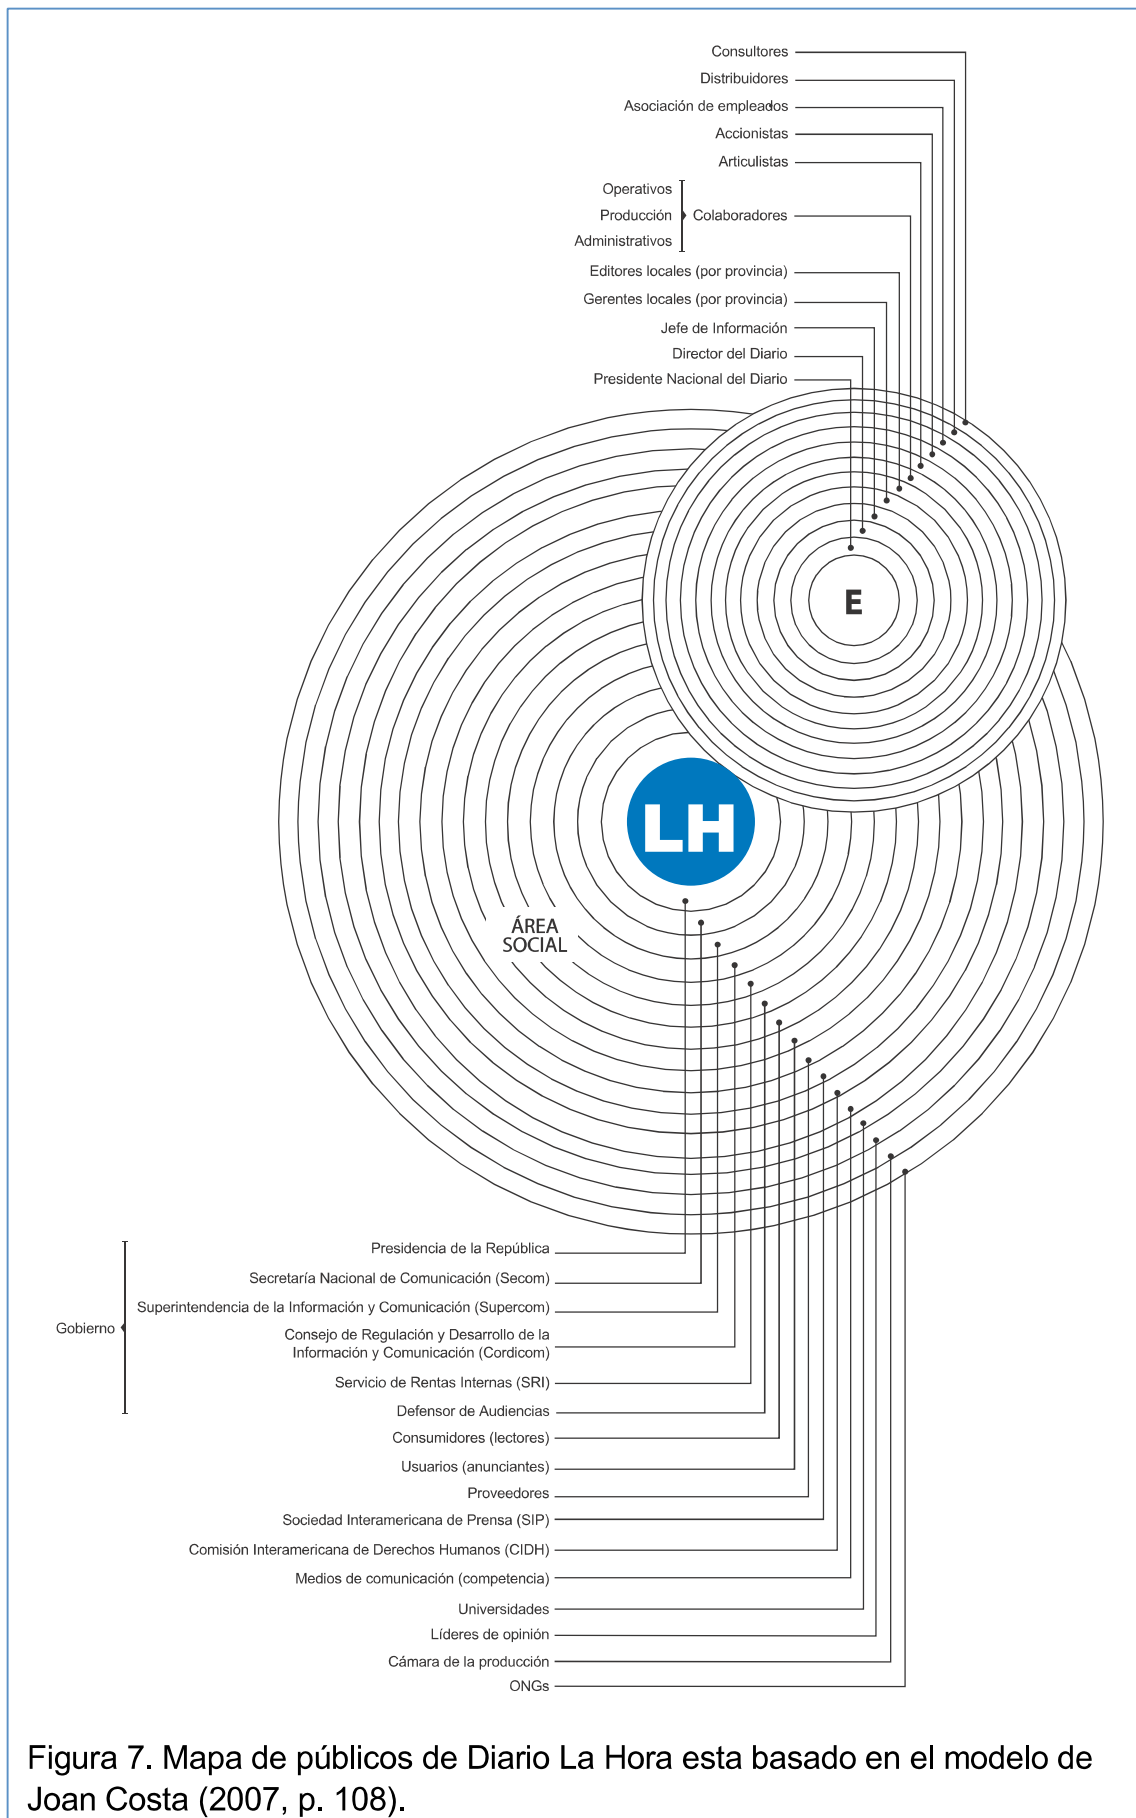 Consultores
Distribuidores
Asociación de empleados
Accionistas
Articulistas
Operativos
Producción
Administrativos
Colaboradores
Editores locales (por provincia)
Gerentes locales (por provincia)
Jefe de Información
Director del Diario
Presidente Nacional del Diario
E
LH
ÁREA
SOCIAL
Gobierno
Presidencia de la República
Secretaría Nacional de Comunicación (Secom)
Superintendencia de la Información y Comunicación (Supercom)
Consejo de Regulación y Desarrollo de la
Información y Comunicación (Cordicom)
Servicio de Rentas Internas (SRI)
Defensor de Audiencias
Consumidores (lectores)
Usuarios (anunciantes)
Proveedores
Sociedad Interamericana de Prensa (SIP)
Comisión Interamericana de Derechos Humanos (CIDH)
Medios de comunicación (competencia)
Universidades
Líderes de opinión
Cámara de la producción
ONGs
Figura 7. Mapa de públicos de Diario La Hora esta basado en el modelo de
Joan Costa (2007, p. 108).